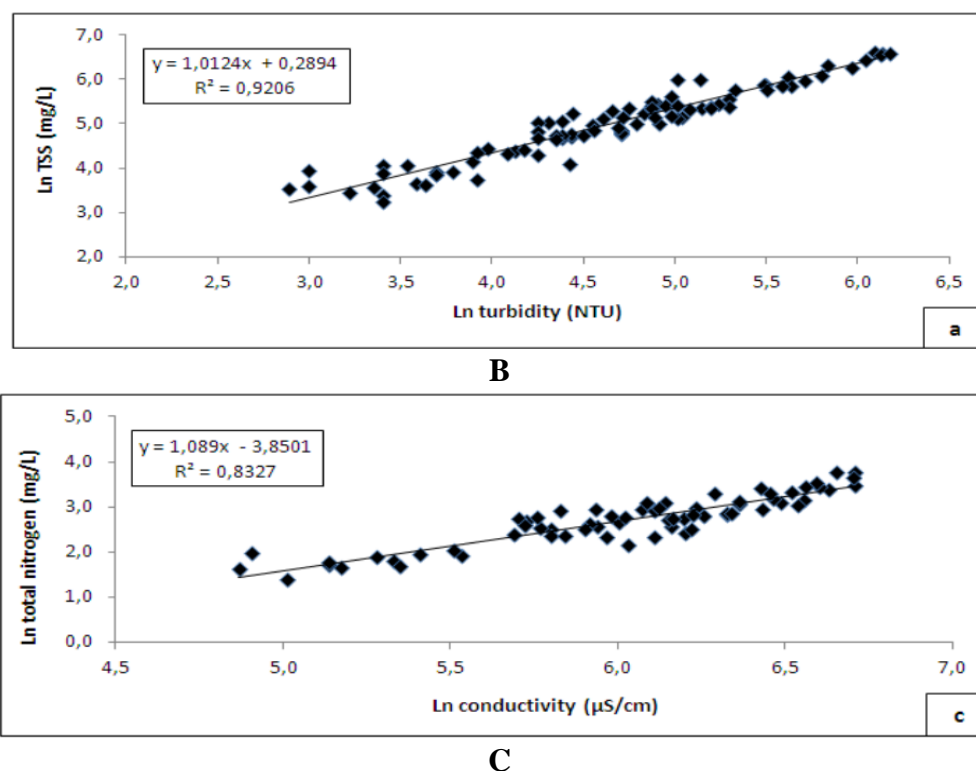 7,0
6,0
5,0
4,0
3,0
2,0
Ln TSS (mg/L)
y = 1,0124x + 0,2894
R² = 0,9206
2,0 2,5 3,0 3,5 4,0 4,5 5,0 5,5 6,0 6,5
Ln turbidity (NTU)
a
B
5,0
4,0
3,0
2,0
1,0
0,0
Ln total nitrogen (mg/L)
y = 1,089x - 3,8501
R² = 0,8327
4,5 5,0 5,5 6,0 6,5 7,0
Ln conductivity (µS/cm)
c
C